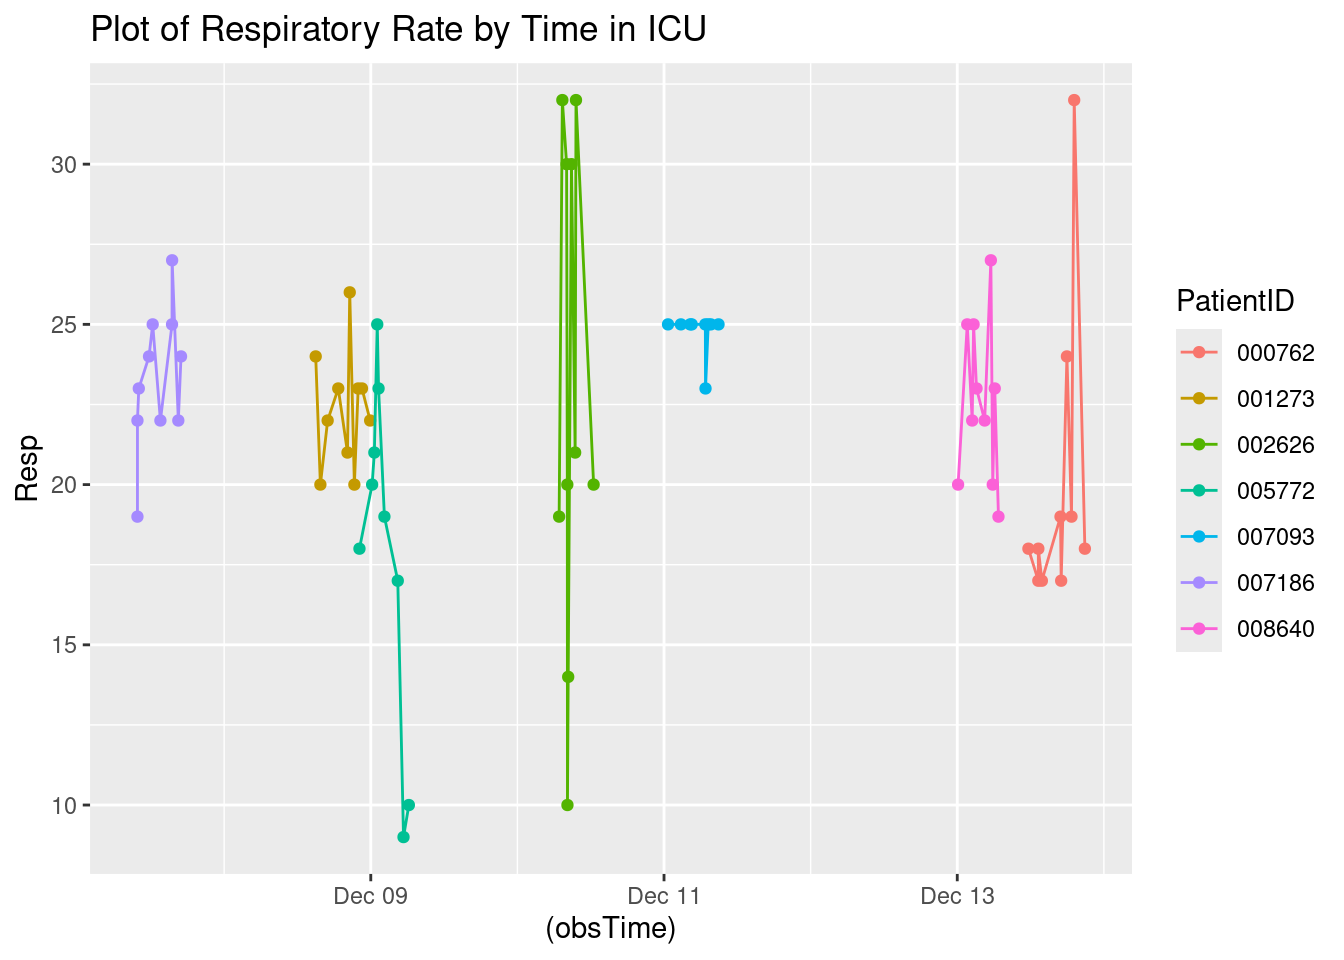 Plot of Respiratory Rate by Time in ICU
Resp
30
25
20
15
10
Dec 09
Dec 11
Dec 13
(obsTime)
PatientID
000762
001273
002626
005772
007093
007186
008640